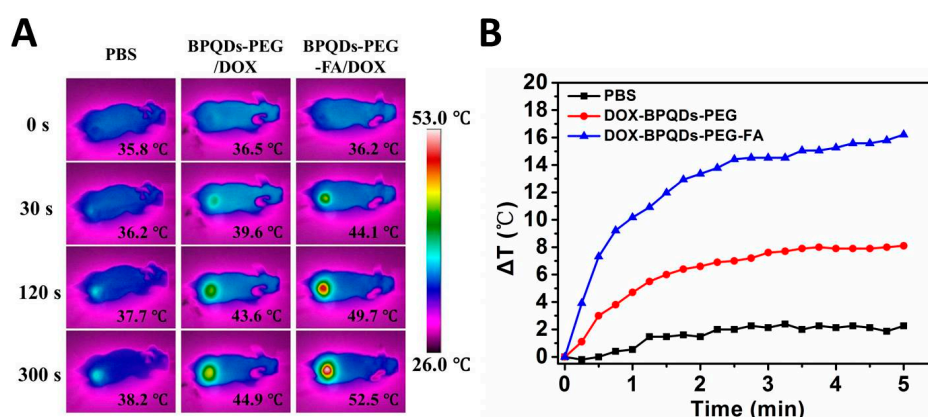 A
PBS
BPQDs-PEG
/DOX
BPQDs-PEG
-FA/DOX
0 s
35.8 ℃
36.5 ℃
36.2 ℃
53.0 ℃
30 s
36.2 ℃
39.6 ℃
44.1 ℃
120 s
37.7 ℃
43.6 ℃
49.7 ℃
300 s
38.2 ℃
44.9 ℃
52.5 ℃
26.0 ℃
B
PBS
DOX-BPQDs-PEG
DOX-BPQDs-PEG-FA
ΔT (℃)
20
18
16
14
12
10
8
6
4
2
0
0 1 2 3 4 5
Time (min)